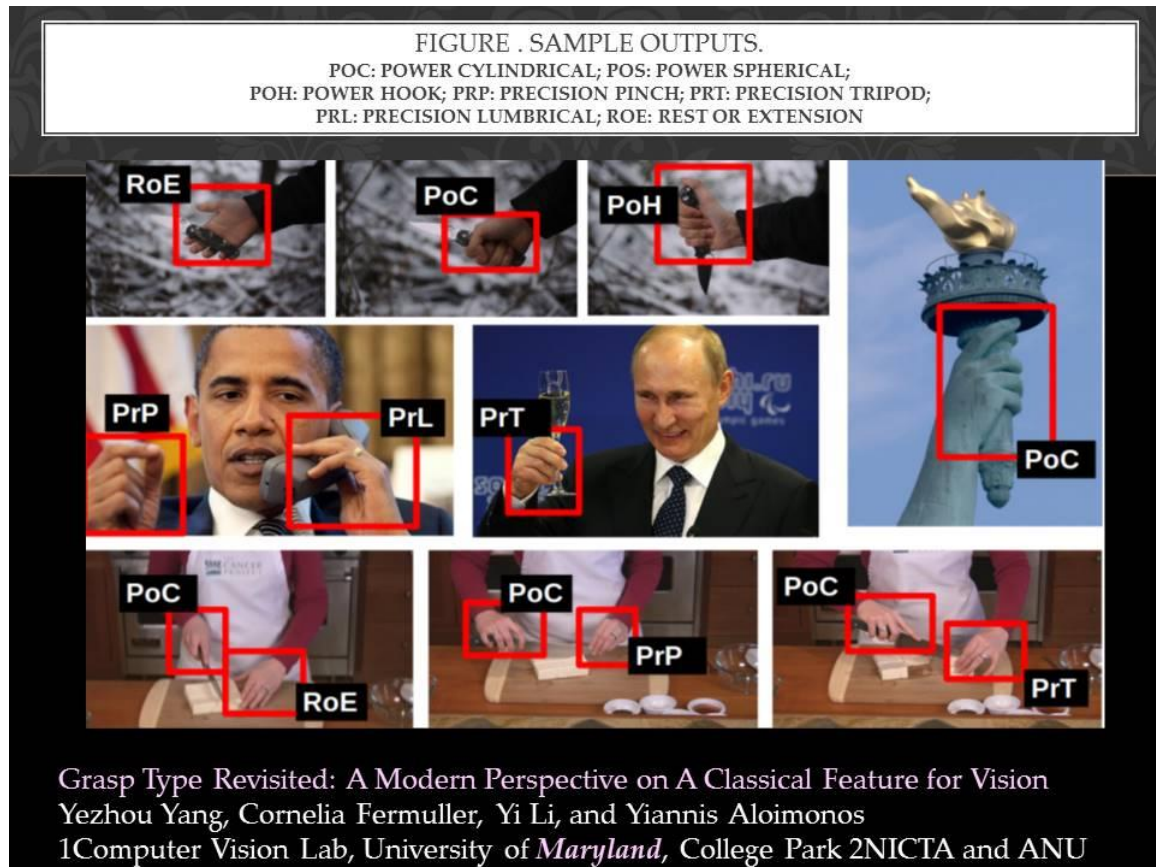 FIGURE . SAMPLE OUTPUTS.
POC: POWER CYLINDRICAL; POS: POWER SPHERICAL;
POH: POWER HOOK; PRP: PRECISION PINCH; PRT: PRECISION TRIPOD;
PRL: PRECISION LUMBRICAL; ROE: REST OR EXTENSION
RoE
PoC
PoH
PrP
PrL
PrT
PoC
PoC
RoE
CANCER
PoC
PrP
PoC
PrT
Grasp Type Revisited: A Modern Perspective on A Classical Feature for Vision
Yezhou Yang, Cornelia Fermuller, Yi Li, and Yiannis Aloimonos
1Computer Vision Lab, University of Maryland, College Park 2NICTA and ANU